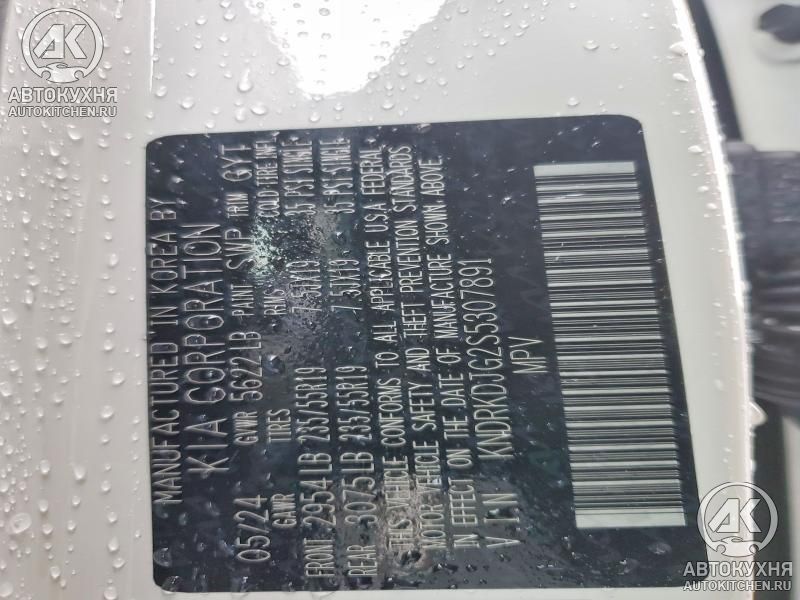 АВТОКУХНЯ
AUTOKITCHEN.RU
MANUFACTURED IN KOREA BY
KIA CORPORATION
05/24 GVWR 5622LB PAINT SWP TRIM GYT
GWR TIRES RIMS COLD TIRE INFL
FRONT 2954LB 235/55R19 7.5JX19 35 PSI SINGLE
REAR 3075LB 235/55R19 7.5JX19 35 PSI SINGLE
THIS VEHICLE CONFORMS TO ALL APPLICABLE U.S.A FEDERAL
MOTOR VEHICLE SAFETY AND THEFT PREVENTION STANDARDS
IN EFFECT ON THE DATE OF MANUFACTURE SHOWN ABOVE.
V I N KNDRKDJG2S5307891
MPV
АВТОКУХНЯ
AUTOKITCHEN.RU